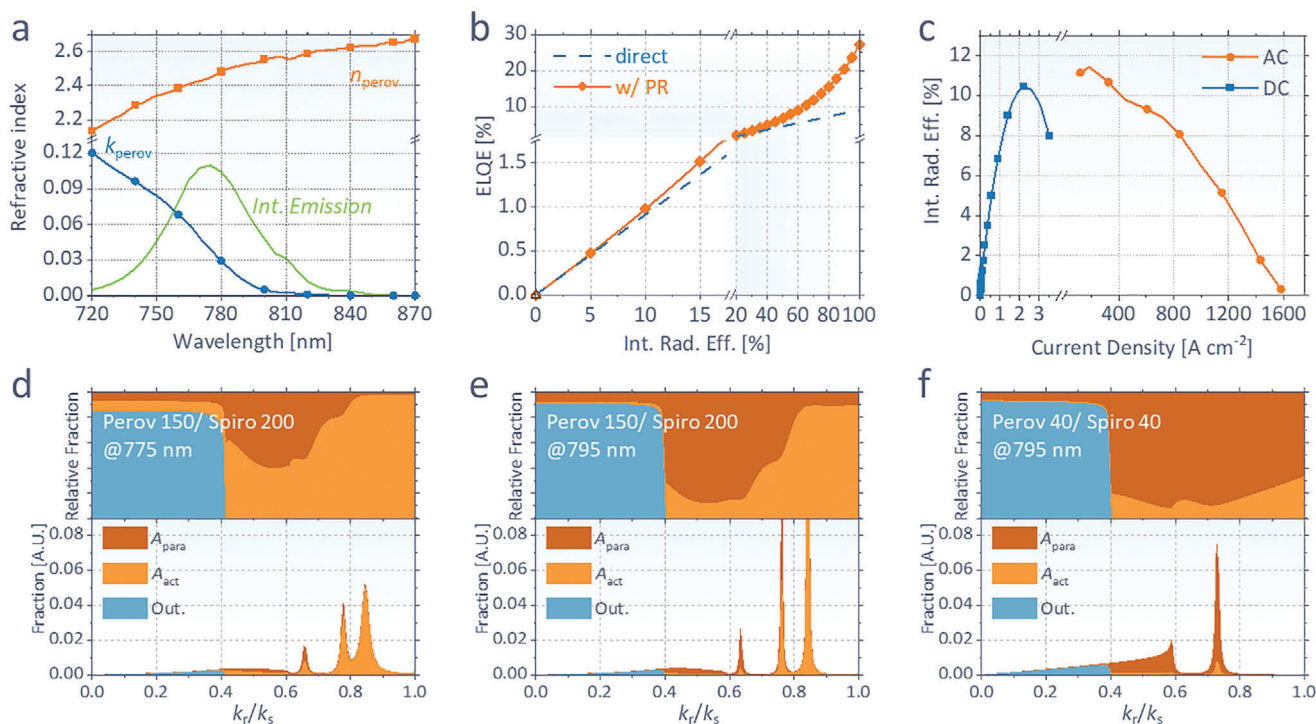 a
Refractive index
2.6
2.4
2.2
0.12
0.09
0.06
0.03
0.00
n_perov
k_perov
Int. Emission
720
760
800
840
870
Wavelength [nm]
b
ELQE [%]
30
20
10
1.5
1.0
0.5
0.0
direct
w/ PR
0
5
10
15
20
40
60
80
100
Int. Rad. Eff. [%]
c
Int. Rad. Eff. [%]
12
10
8
6
4
2
0
AC
DC
0
1
2
3
400
800
1200
1600
Current Density [A cm⁻²]
d
Relative Fraction
Perov 150/ Spiro 200
@775 nm
Fraction [A.U.]
0.08
0.06
0.04
0.02
0.00
A_para
A_act
Out.
0.0
0.2
0.4
0.6
0.8
1.0
k_r/k_s
e
Relative Fraction
Perov 150/ Spiro 200
@795 nm
Fraction [A.U.]
0.08
0.06
0.04
0.02
0.00
A_para
A_act
Out.
0.0
0.2
0.4
0.6
0.8
1.0
k_r/k_s
f
Relative Fraction
Perov 40/ Spiro 40
@795 nm
Fraction [A.U.]
0.08
0.06
0.04
0.02
0.00
A_para
A_act
Out.
0.0
0.2
0.4
0.6
0.8
1.0
k_r/k_s